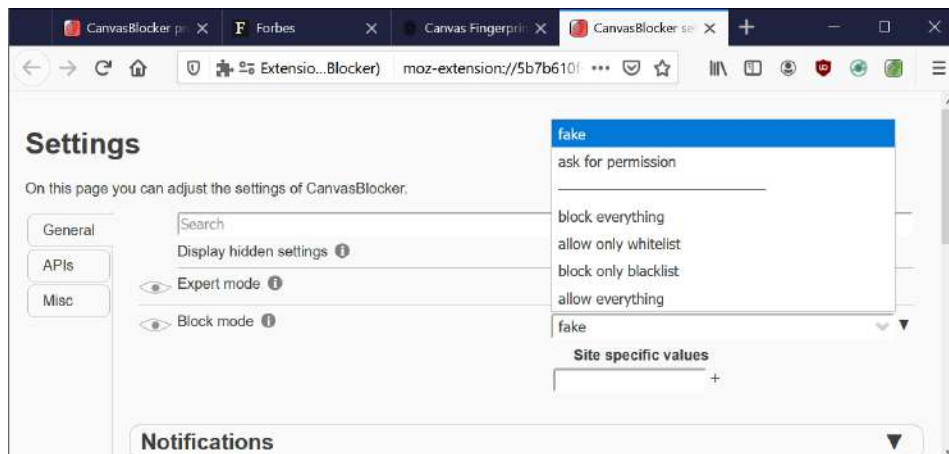 CanvasBlocker pr
F Forbes
Canvas Fingerprin
CanvasBlocker se
Extensio...Blocker)
moz-extension://5b7b610f
Settings
fake
ask for permission
block everything
allow only whitelist
block only blacklist
allow everything
On this page you can adjust the settings of CanvasBlocker.
General
APIs
Misc
Search
Display hidden settings
Expert mode
Block mode
fake
Site specific values
Notifications